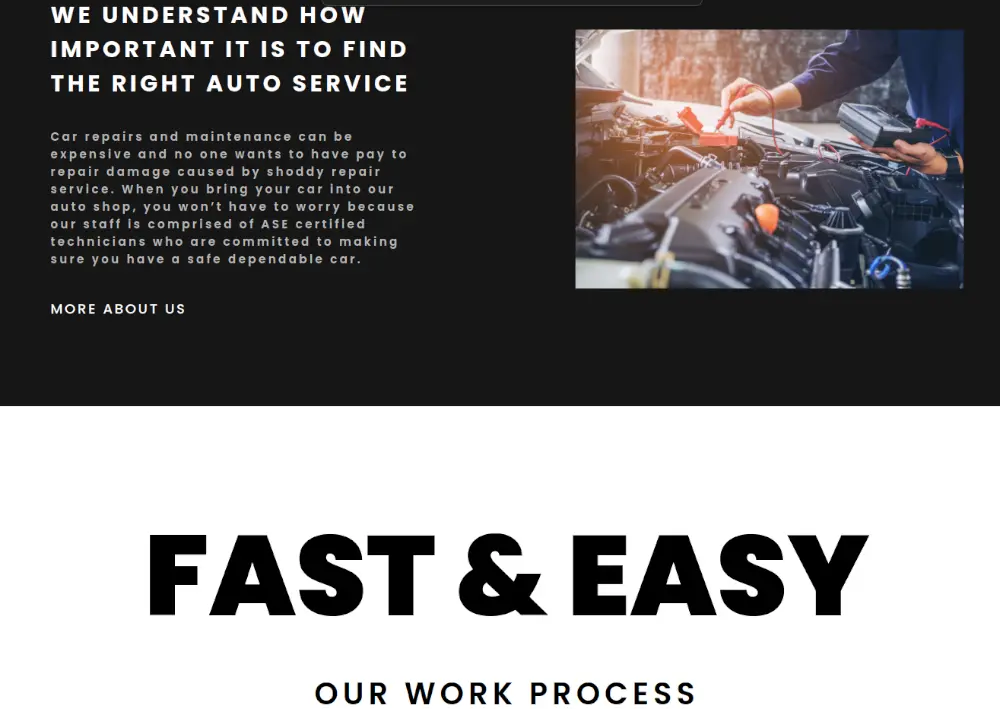 WE UNDERSTAND HOW
IMPORTANT IT IS TO FIND
THE RIGHT AUTO SERVICE
Car repairs and maintenance can be
expensive and no one wants to have pay to
repair damage caused by shoddy repair
service. When you bring your car into our
auto shop, you won’t have to worry because
our staff is comprised of ASE certified
technicians who are committed to making
sure you have a safe dependable car.
MORE ABOUT US
FAST & EASY
OUR WORK PROCESS